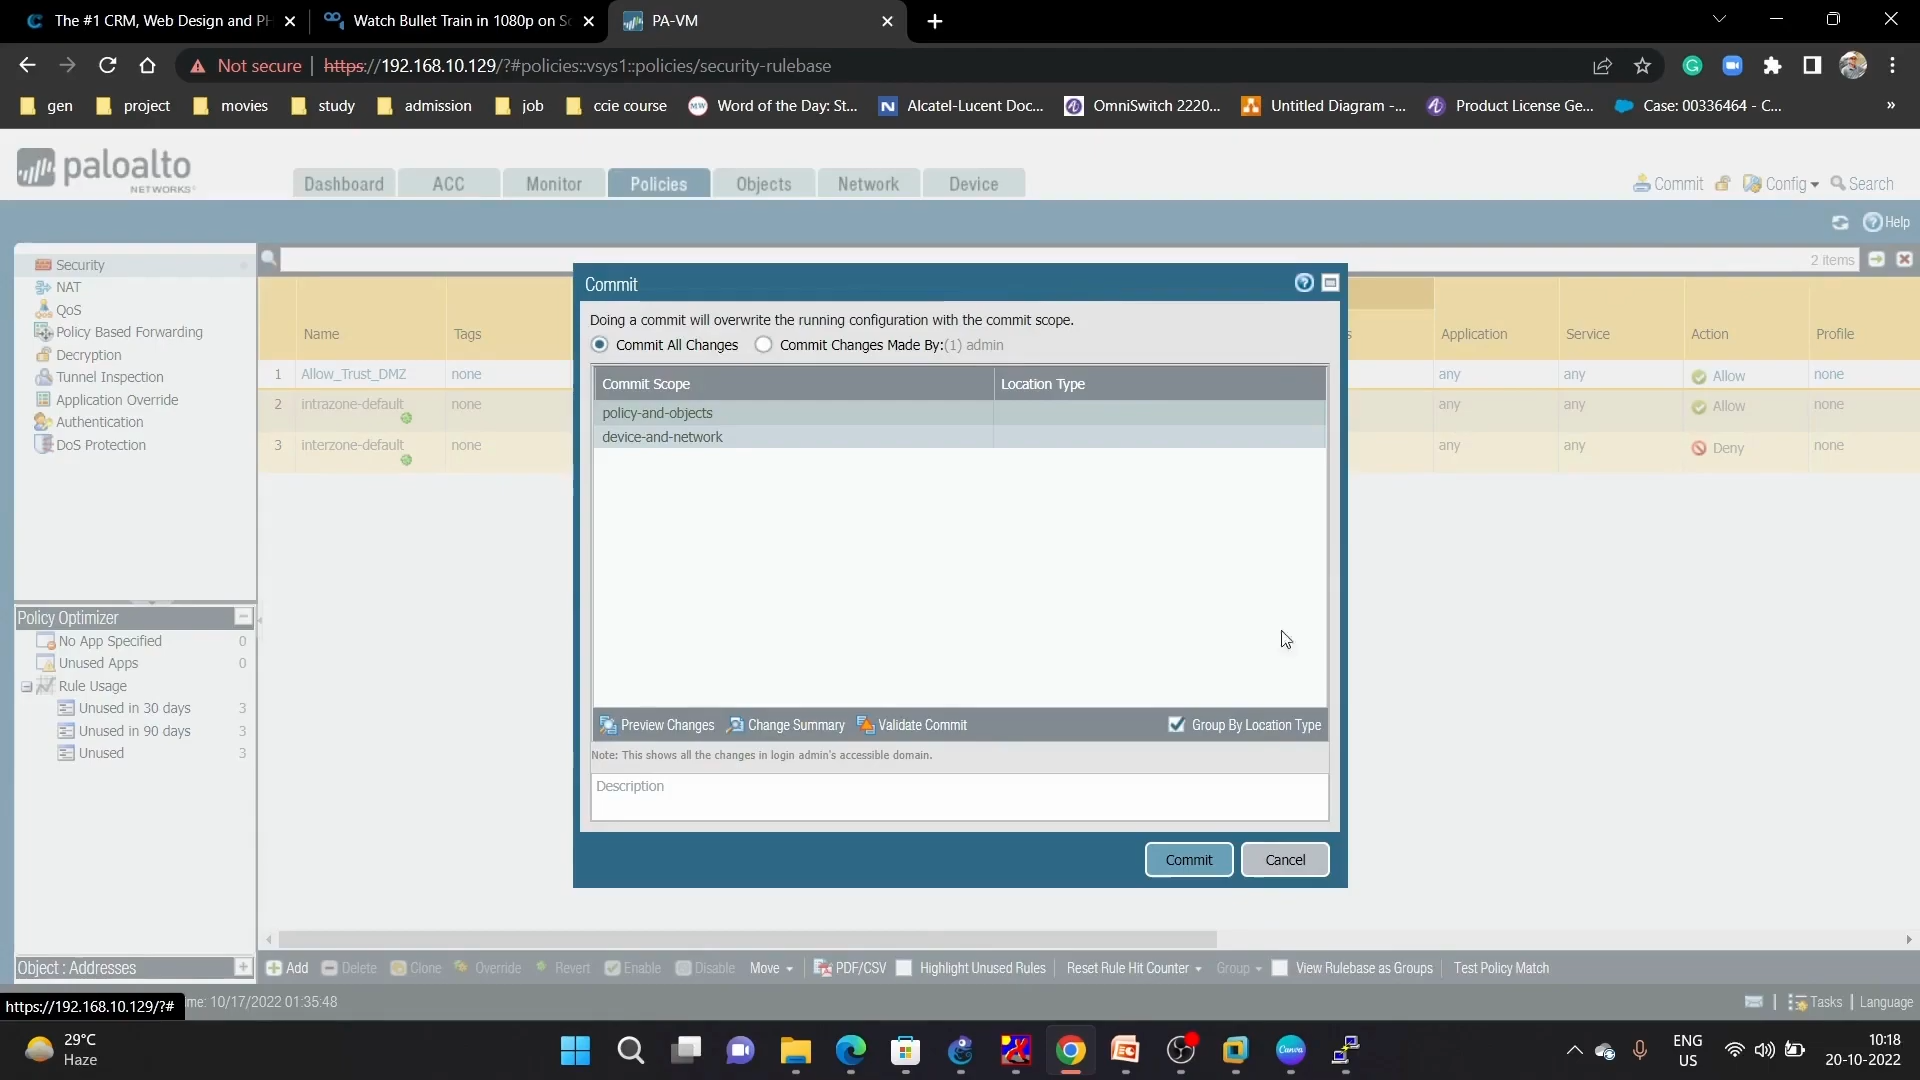 The #1 CRM, Web Design and PH
Watch Bullet Train in 1080p on So
PA-VM
Not secure | https://192.168.10.129/?#policies::vsys1::policies/security-rulebase
gen project movies study admission job ccie course Word of the Day: St... Alcatel-Lucent Doc... OmniSwitch 2220... Untitled Diagram -... Product License Ge... Case: 00336464 - C... »
paloalto
NETWORKS
Dashboard ACC Monitor Policies Objects Network Device
Commit Config Search
Help
Security
NAT
QoS
Policy Based Forwarding
Decryption
Tunnel Inspection
Application Override
Authentication
DoS Protection
2 items
Name Tags Application Service Action Profile
1 Allow_Trust_DMZ none any any Allow none
2 intrazone-default none any any Allow none
3 interzone-default none any any Deny none
Commit
Doing a commit will overwrite the running configuration with the commit scope.
Commit All Changes Commit Changes Made By:(1) admin
Commit Scope Location Type
policy-and-objects
device-and-network
Preview Changes Change Summary Validate Commit Group By Location Type
Note: This shows all the changes in login admin's accessible domain.
Description
Commit Cancel
Policy Optimizer
No App Specified 0
Unused Apps 0
Rule Usage
Unused in 30 days 3
Unused in 90 days 3
Unused 3
Object : Addresses
Add Delete Clone Override Revert Enable Disable Move PDF/CSV Highlight Unused Rules Reset Rule Hit Counter Group View Rulebase as Groups Test Policy Match
https://192.168.10.129/?# me: 10/17/2022 01:35:48
Tasks | Language
29°C
Haze
Canva
ENG
US
10:18
20-10-2022